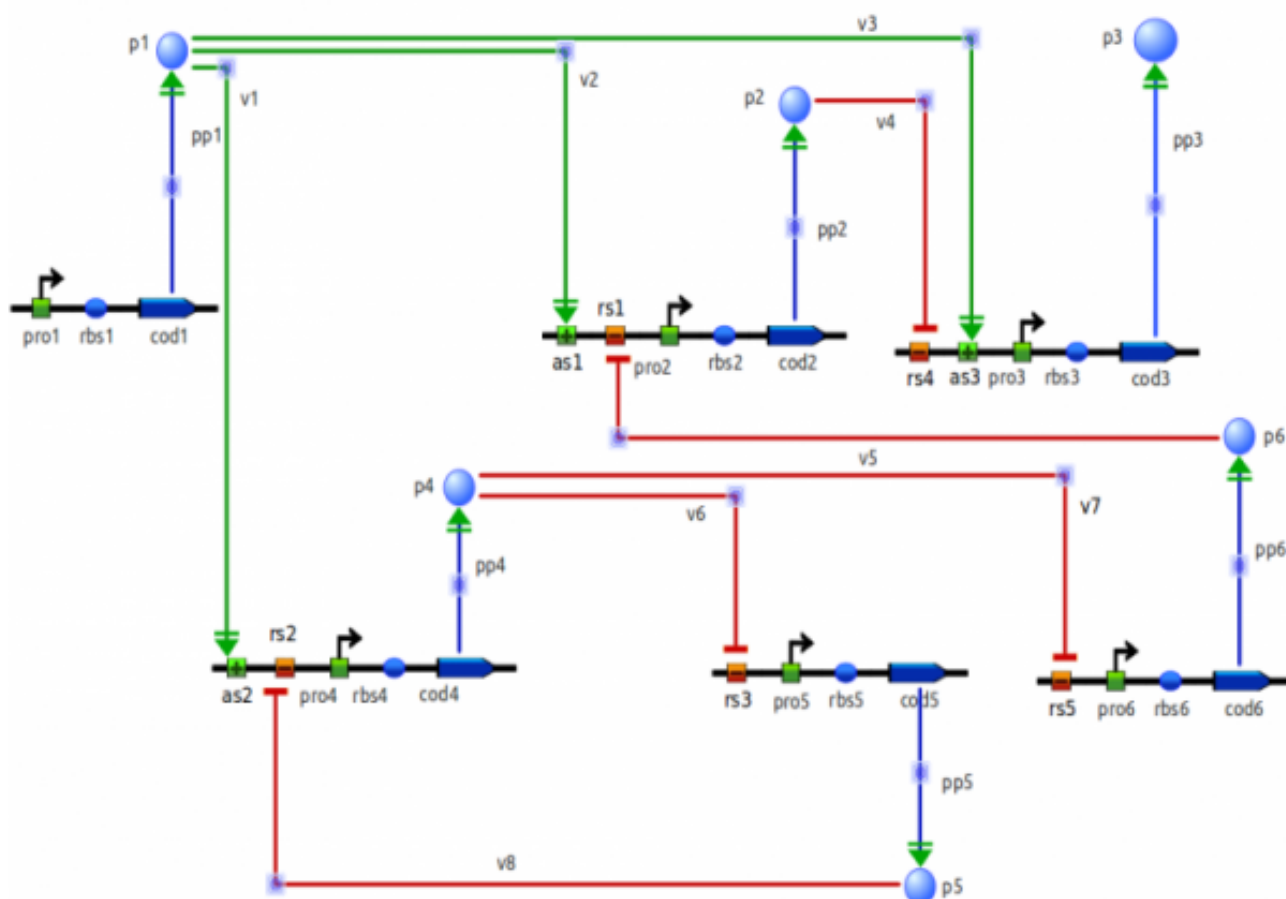 v3
p1
p3
v2
v1
p2
v4
pp1
pp3
pp2
rs1
pro1 rbs1 cod1
as1 pro2 rbs2 cod2
rs4 as3 pro3 rbs3 cod3
p6
v5
p4
v6
v7
pp4
pp6
rs2
as2 pro4 rbs4 cod4
rs3 pro5 rbs5 cod5
rs5 pro6 rbs6 cod6
pp5
v8
p5